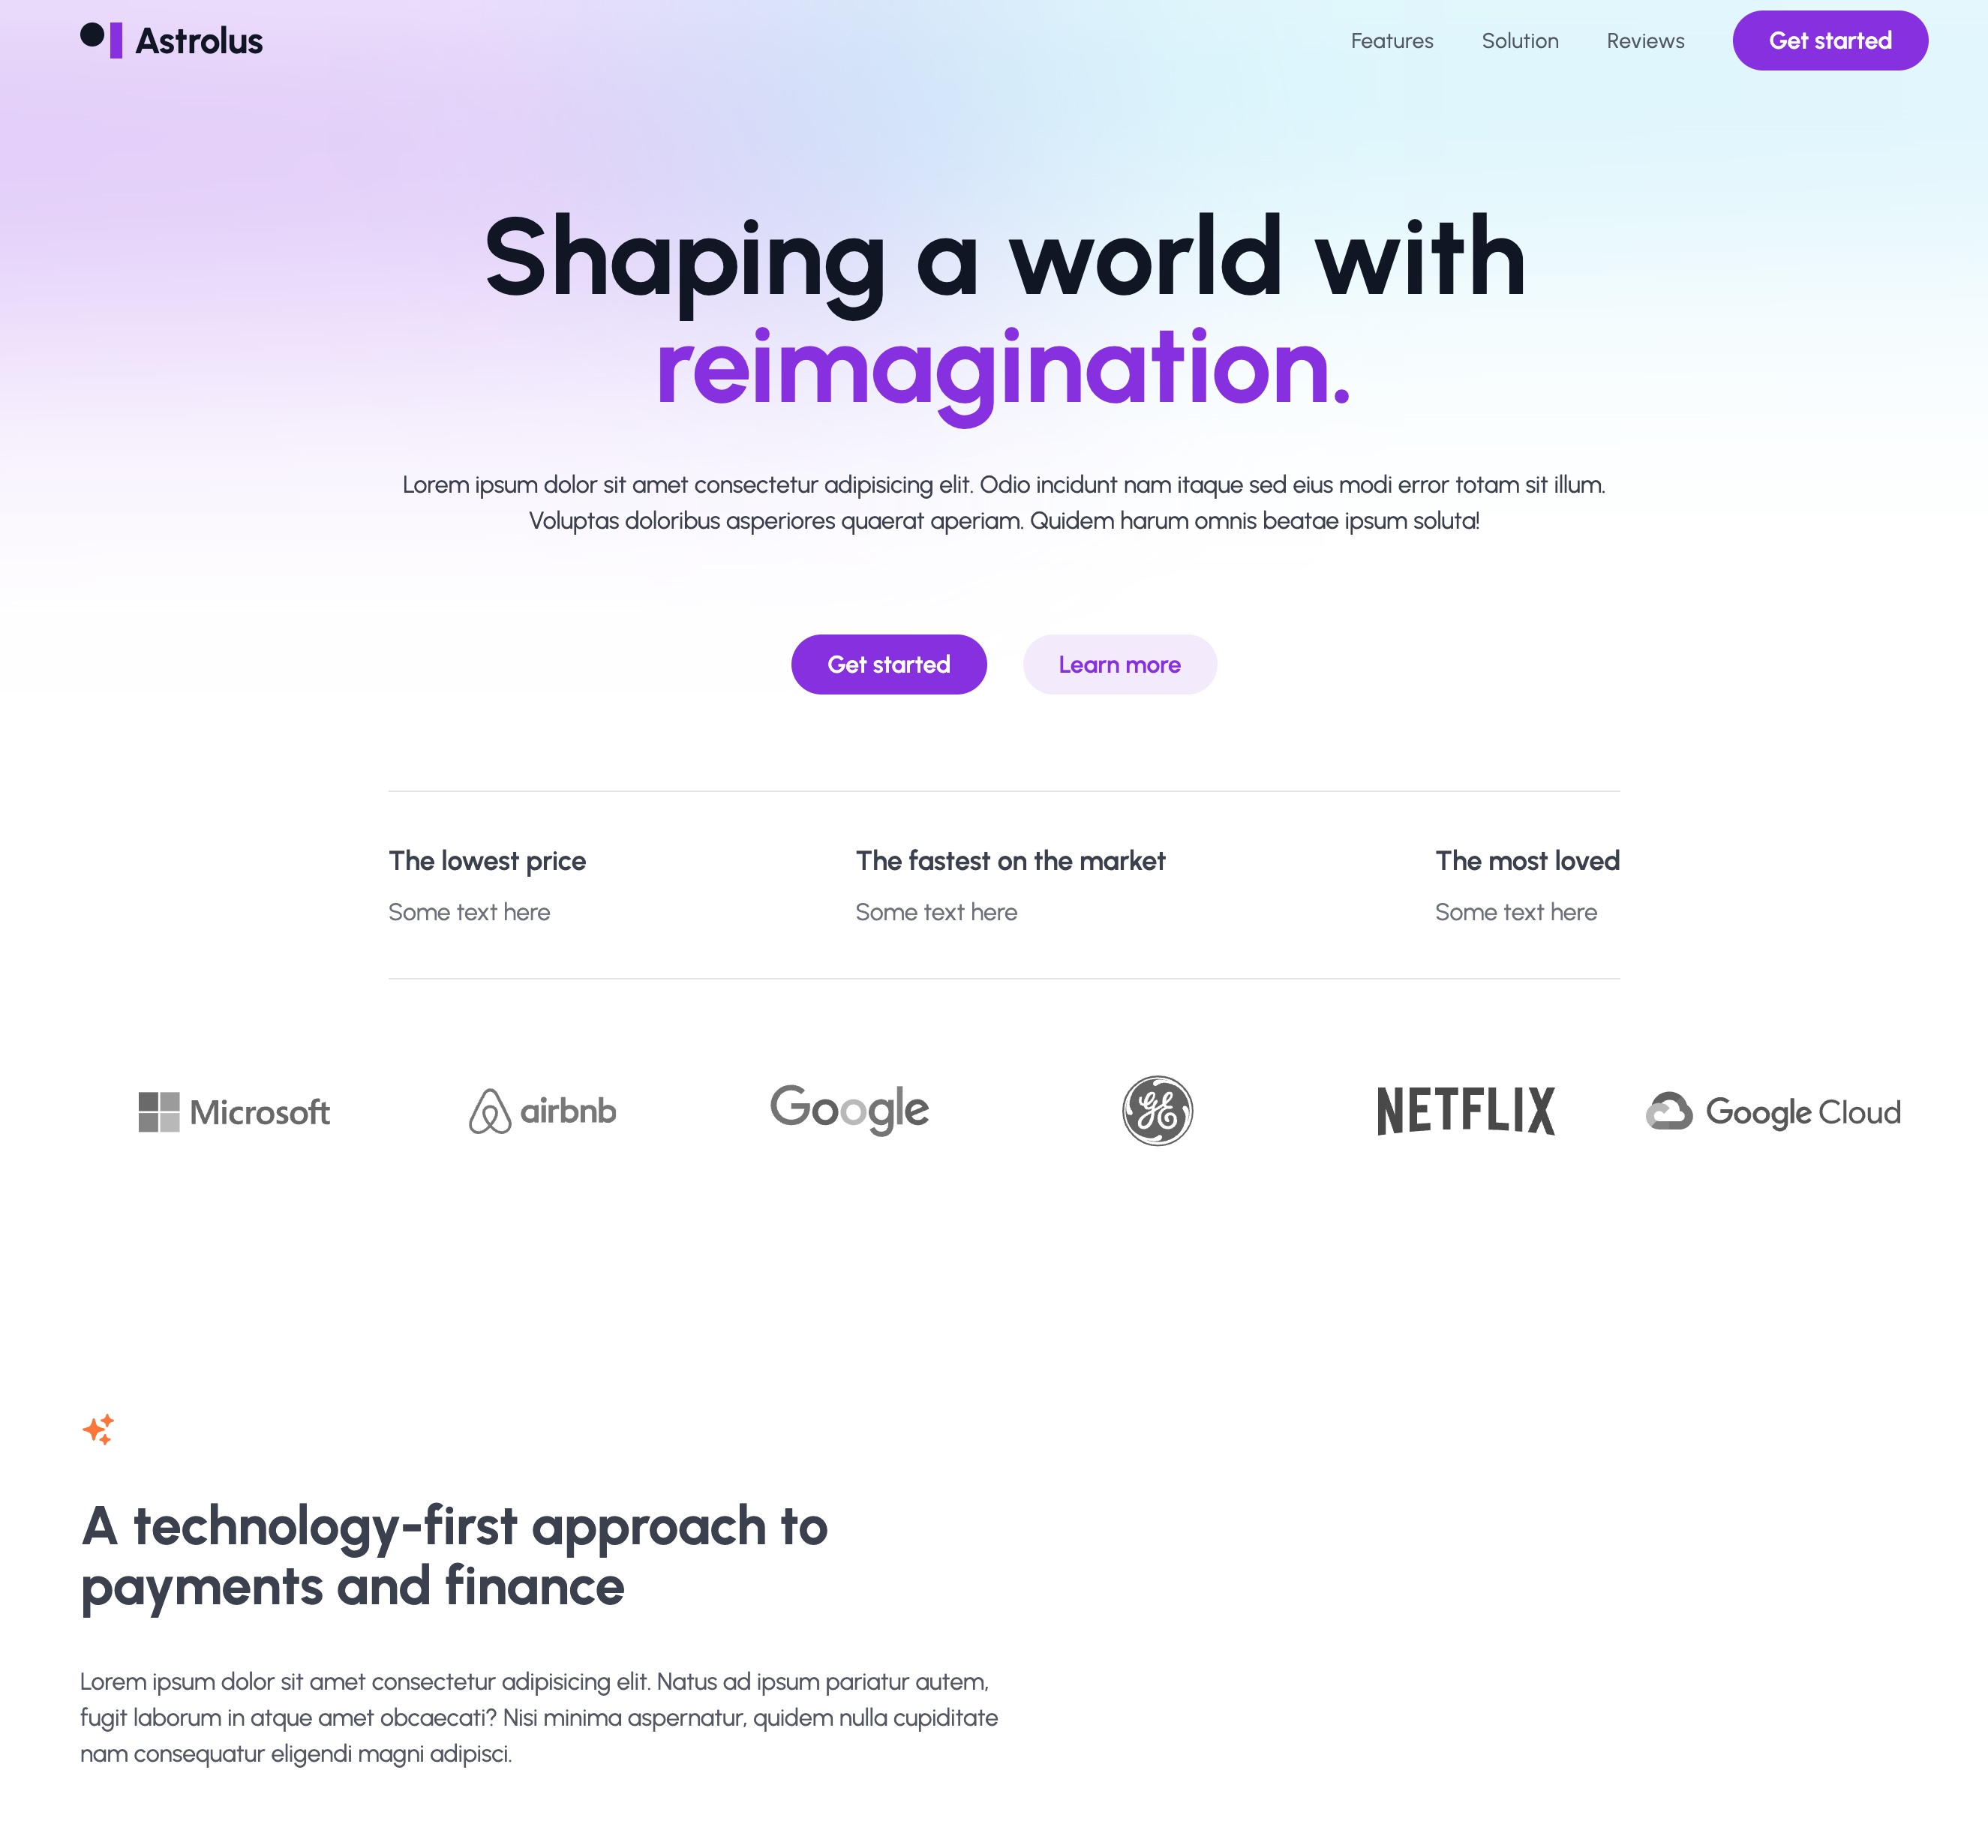 Astrolus
Features
Solution
Reviews
Get started
Shaping a world with
reimagination.
Lorem ipsum dolor sit amet consectetur adipisicing elit. Odio incidunt nam itaque sed eius modi error totam sit illum.
Voluptas doloribus asperiores quaerat aperiam. Quidem harum omnis beatae ipsum soluta!
Get started
Learn more
The lowest price
Some text here
The fastest on the market
Some text here
The most loved
Some text here
Microsoft
airbnb
Google
GE
NETFLIX
Google Cloud
A technology-first approach to
payments and finance
Lorem ipsum dolor sit amet consectetur adipisicing elit. Natus ad ipsum pariatur autem,
fugit laborum in atque amet obcaecati? Nisi minima aspernatur, quidem nulla cupiditate
nam consequatur eligendi magni adipisci.